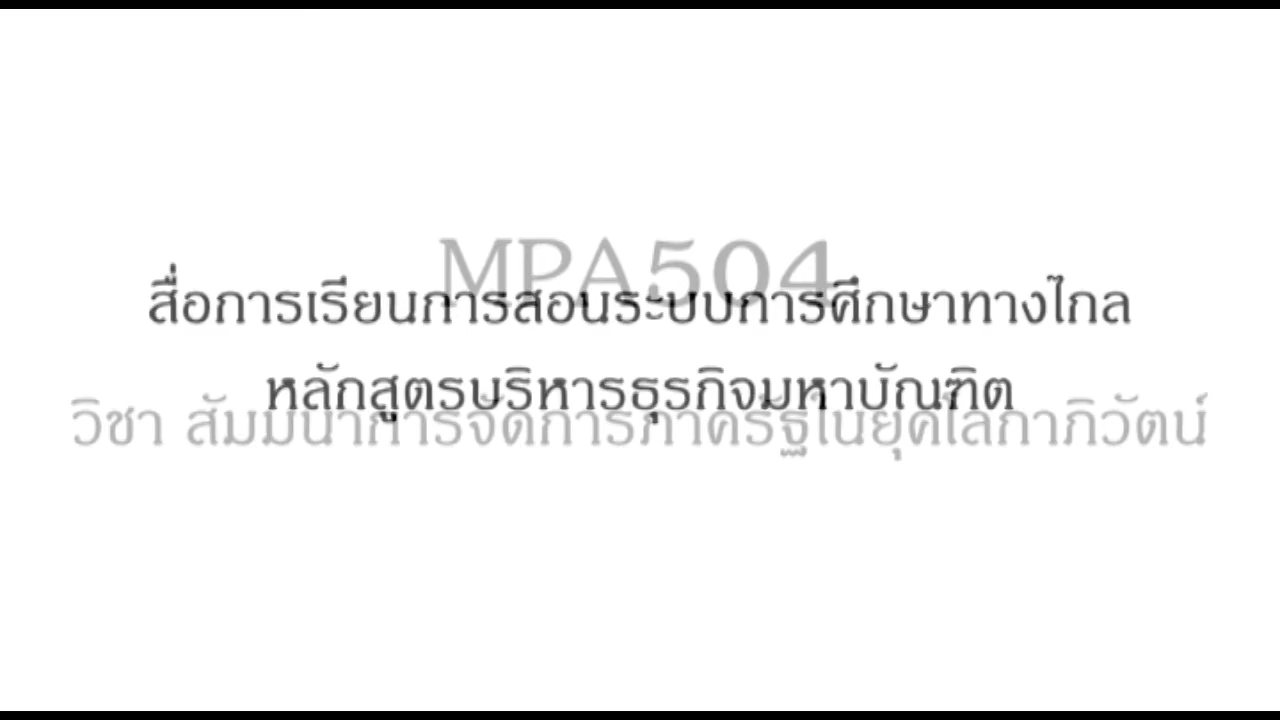 MPA504
สื่อการเรียนการสอนระบบการศึกษาทางไกล
หลักสูตรบริหารธุรกิจมหาบัณฑิต
วิชา สัมมนาการจัดการภาครัฐในยุคโลกาภิวัตน์